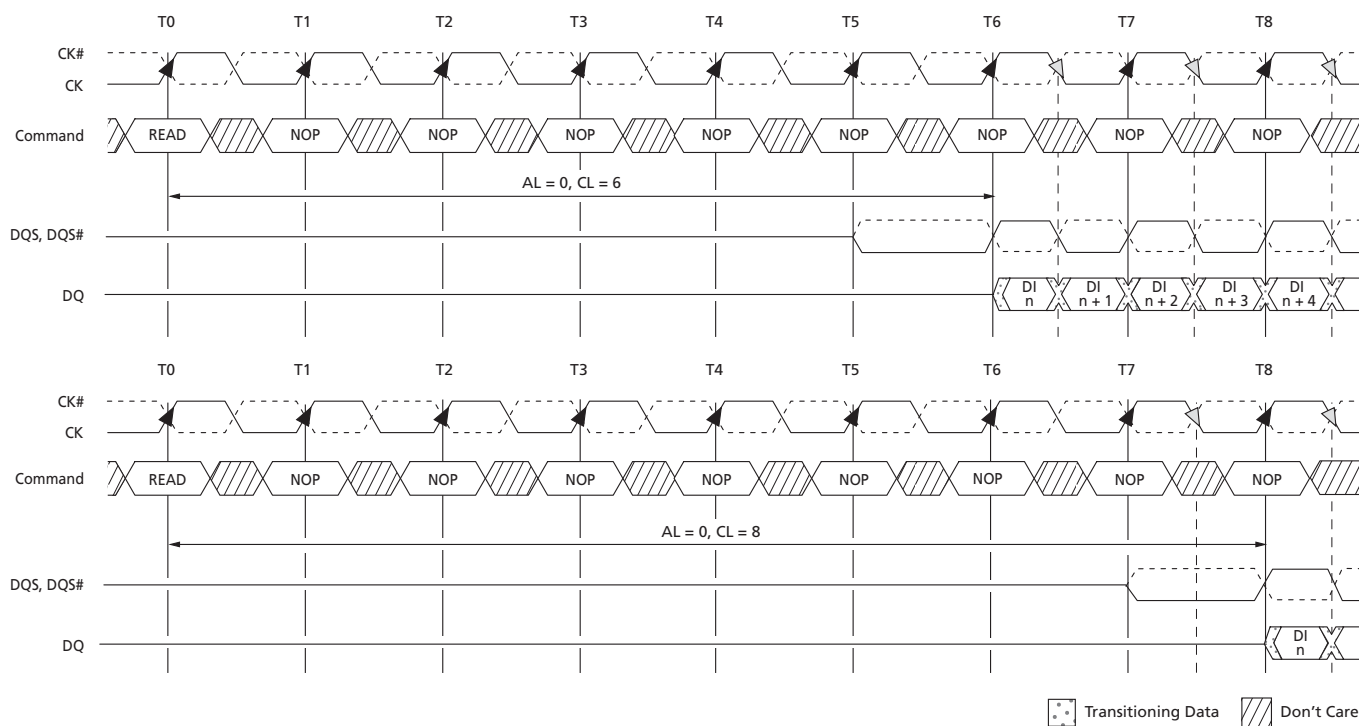 T0 T1 T2 T3 T4 T5 T6 T7 T8
CK#
CK
Command READ NOP NOP NOP NOP NOP NOP NOP NOP
AL = 0, CL = 6
DQS, DQS#
DQ DI n DI n + 1 DI n + 2 DI n + 3 DI n + 4
T0 T1 T2 T3 T4 T5 T6 T7 T8
CK#
CK
Command READ NOP NOP NOP NOP NOP NOP NOP NOP
AL = 0, CL = 8
DQS, DQS#
DQ DI n
Transitioning Data Don't Care